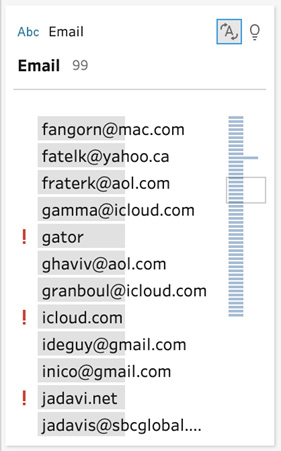 Abc Email
Email 99
fangorn@mac.com
fatelk@yahoo.ca
fraterk@aol.com
gamma@icloud.com
! gator
ghaviv@aol.com
granboul@icloud.com
! icloud.com
ideguy@gmail.com
inico@gmail.com
! jadavi.net
jadavis@sbcglobal....